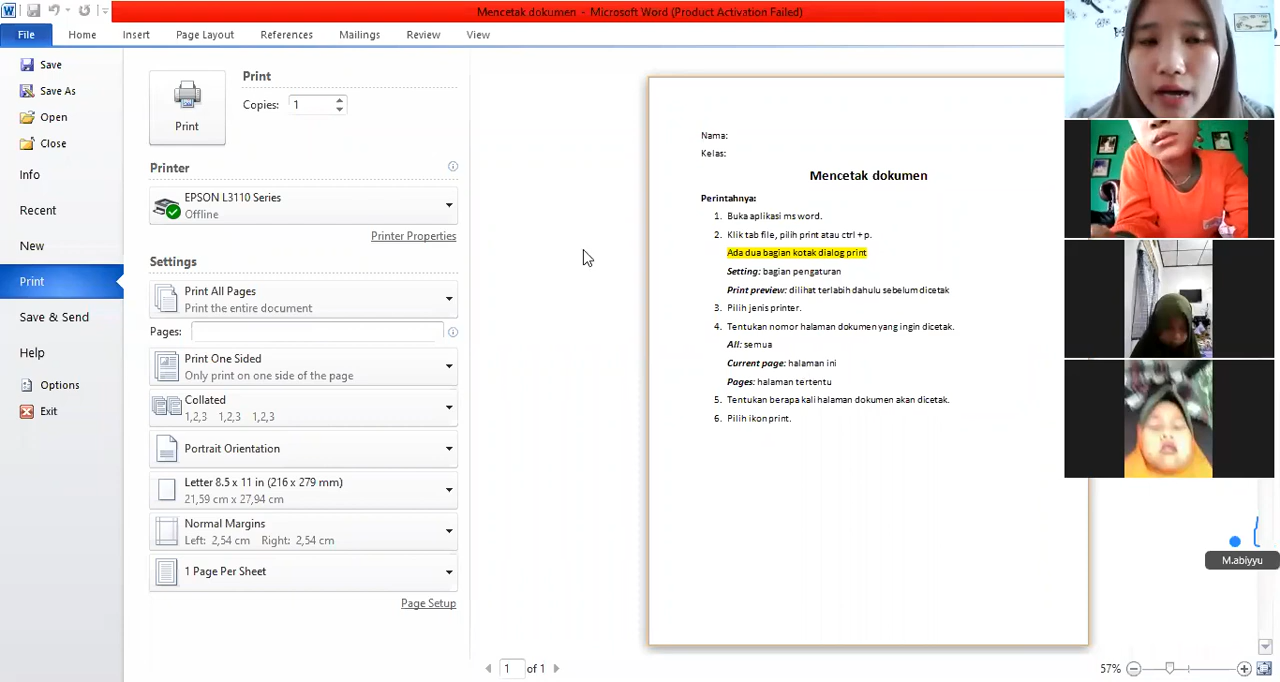 Mencetak dokumen - Microsoft Word (Product Activation Failed)
File Home Insert Page Layout References Mailings Review View
Save
Save As
Open
Close
Info
Recent
New
Print
Save & Send
Help
Options
Exit
Print
Print
Copies: 1
Printer
EPSON L3110 Series
Offline
Printer Properties
Settings
Print All Pages
Print the entire document
Pages:
Print One Sided
Only print on one side of the page
Collated
1,2,3 1,2,3 1,2,3
Portrait Orientation
Letter 8.5 x 11 in (216 x 279 mm)
21,59 cm x 27,94 cm
Normal Margins
Left: 2,54 cm Right: 2,54 cm
1 Page Per Sheet
Page Setup
Nama:
Kelas:
Mencetak dokumen
Perintahnya:
1. Buka aplikasi ms word.
2. Klik tab file, pilih print atau ctrl + p.
Ada dua bagian kotak dialog print
Setting: bagian pengaturan
Print preview: dilihat terlabih dahulu sebelum dicetak
3. Pilih jenis printer.
4. Tentukan nomor halaman dokumen yang ingin dicetak.
All: semua
Current page: halaman ini
Pages: halaman tertentu
5. Tentukan berapa kali halaman dokumen akan dicetak.
6. Pilih ikon print.
M.abiyyu
1 of 1
57%